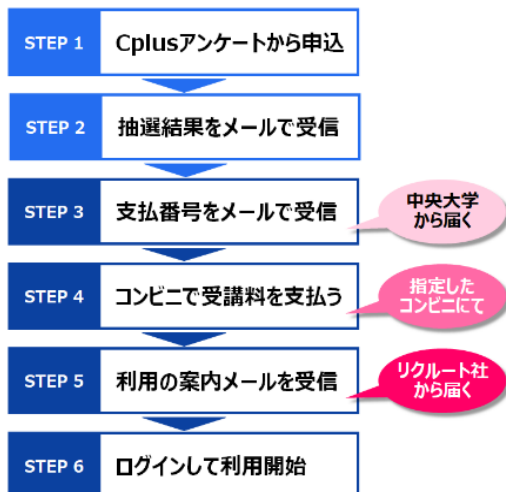 STEP 1
Cplusアンケートから申込
STEP 2
抽選結果をメールで受信
STEP 3
支払番号をメールで受信
中央大学
から届く
STEP 4
コンビニで受講料を支払う
指定した
コンビニにて
STEP 5
利用の案内メールを受信
リクルート社
から届く
STEP 6
ログインして利用開始